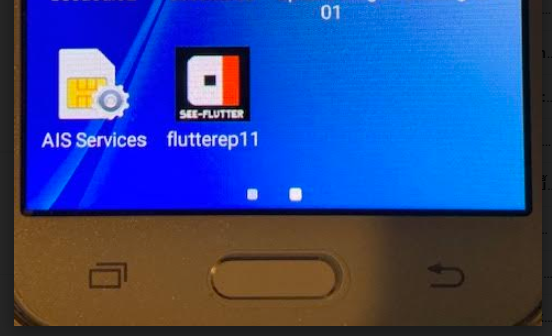 01
SEE-FLUTTER
AIS Services
flutterep11